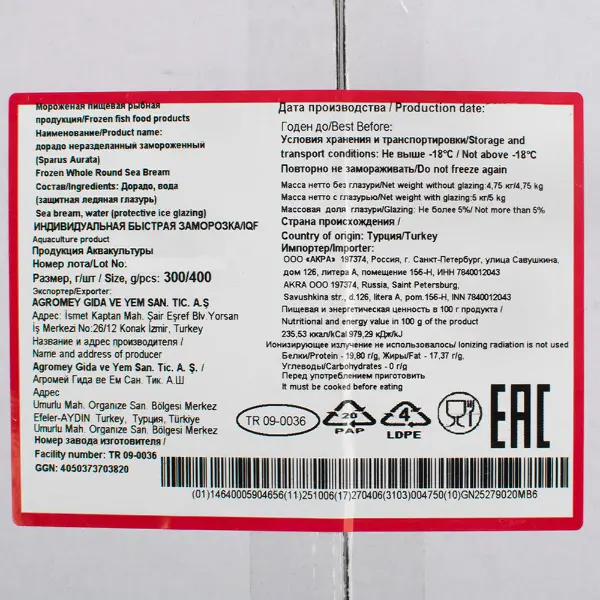 Мороженая пищевая рыбная
продукция/Frozen fish food products
Наименование/Product name:
дорадо неразделанный замороженный
(Sparus Aurata)
Frozen Whole Round Sea Bream
Состав/Ingredients: Дорадо, вода
(защитная ледяная глазурь)
Sea bream, water (protective ice glazing)
ИНДИВИДУАЛЬНАЯ БЫСТРАЯ ЗАМОРОЗКА/IQF
Aquaculture product
Продукция Аквакультуры
Номер лота/Lot No.
Размер, г/шт / Size, g/pcs: 300/400
Экспортер/Exporter:
AGROMEY GIDA VE YEM SAN. TIC. A.Ş
Адрес: İsmet Kaptan Mah. Şair Eşref Blv.Yorsan
İş Merkezi No:26/12 Konak İzmir, Turkey
Название и адрес производителя /
Name and address of producer
Agromey Gida ve Yem San. Tic. A. Ş. /
Агромей Гида ве Ем Сан. Тик. А.Ш
Адрес
Umurlu Mah. Organize San. Bölgesi Merkez
Efeler-AYDIN Turkey, Турция, Türkiye
Umurlu Mah. Organize San. Bölgesi Merkez
Номер завода изготовителя /
Facility number: TR 09-0036
GGN: 4050373703820
Дата производства / Production date:
Годен до/Best Before:
Условия хранения и транспортировки/Storage and
transport conditions: Не выше -18°C / Not above -18°C
Повторно не замораживать/Do not freeze again
Масса нетто без глазури/Net weight without glazing:4,75 кг/4,75 kg
Масса нетто с глазурью/Net weight with glazing:5 кг/5 kg
Массовая доля глазури/Glazing: Не более 5%/ Not more than 5%
Страна происхождения /
Country of origin: Турция/Turkey
Импортер/Importer:
ООО «АКРА» 197374, Россия, г. Санкт-Петербург, улица Савушкина,
дом 126, литера А, помещение 156-Н, ИНН 7840012043
AKRA OOO 197374, Russia, Saint Petersburg,
Savushkina str., d.126, litera A, pom.156-H, INN 7840012043
Пищевая и энергетическая ценность в 100 г продукта /
Nutritional and energy value in 100 g of the product
235,53 ккал/kCal 979,29 кДж/кJ
Ионизирующее излучение не использовалось/ Ionizing radiation is not used
Белки/Protein - 19,80 г/g, Жиры/Fat - 17,37 г/g.
Углеводы/Carbohydrates - 0 г/g
Перед употреблением приготовить
It must be cooked before eating
TR 09-0036
20
PAP
4
LDPE
EAC
(01)14640005904656(11)251006(17)270406(3103)004750(10)GN25279020MB6